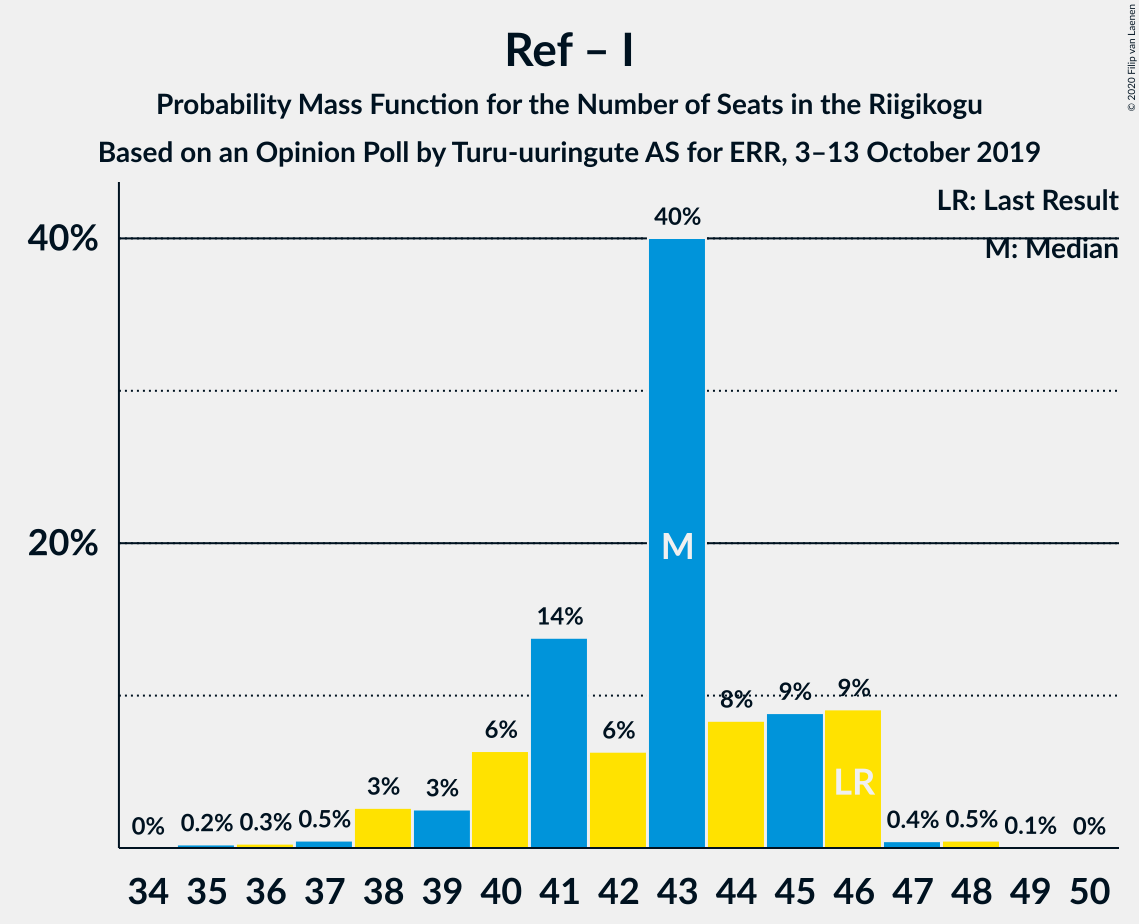 Ref – I
Probability Mass Function for the Number of Seats in the Riigikogu
Based on an Opinion Poll by Turu-uuringute AS for ERR, 3–13 October 2019
© 2020 Filip van Laenen
LR: Last Result
M: Median
40%
20%
0%
0.2%
0.3%
0.5%
3%
3%
6%
14%
6%
40%
8%
9%
9%
0.4%
0.5%
0.1%
0%
M
LR
34 35 36 37 38 39 40 41 42 43 44 45 46 47 48 49 50